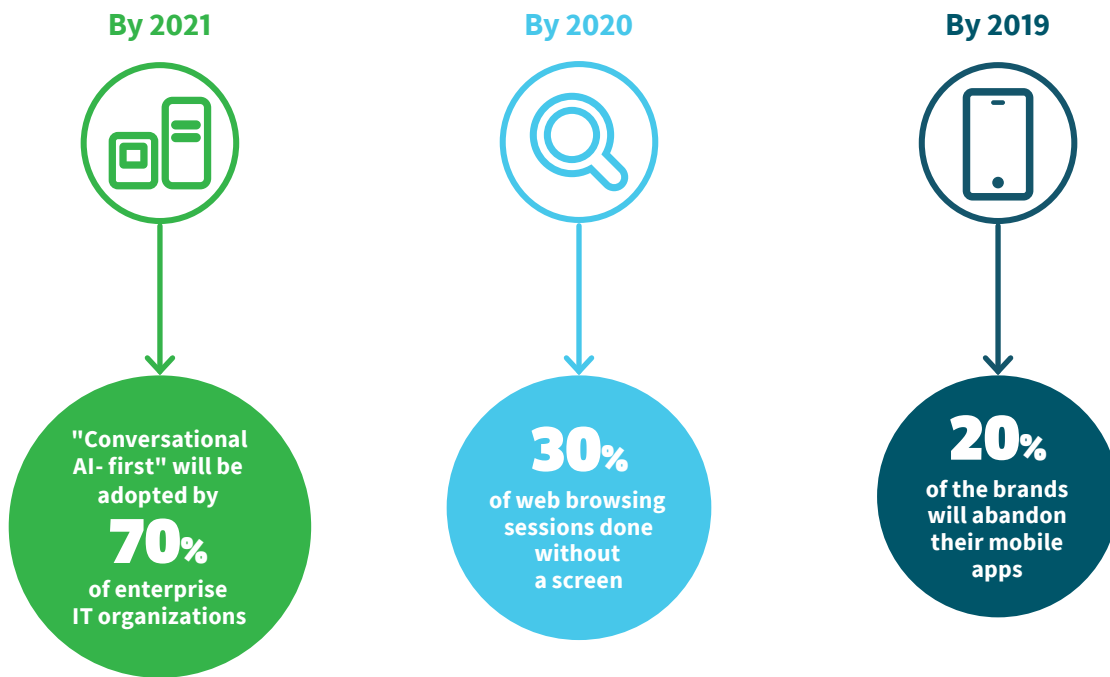 By 2021
"Conversational
AI- first" will be
adopted by
70%
of enterprise
IT organizations
By 2020
30%
of web browsing
sessions done
without
a screen
By 2019
20%
of the brands
will abandon
their mobile
apps